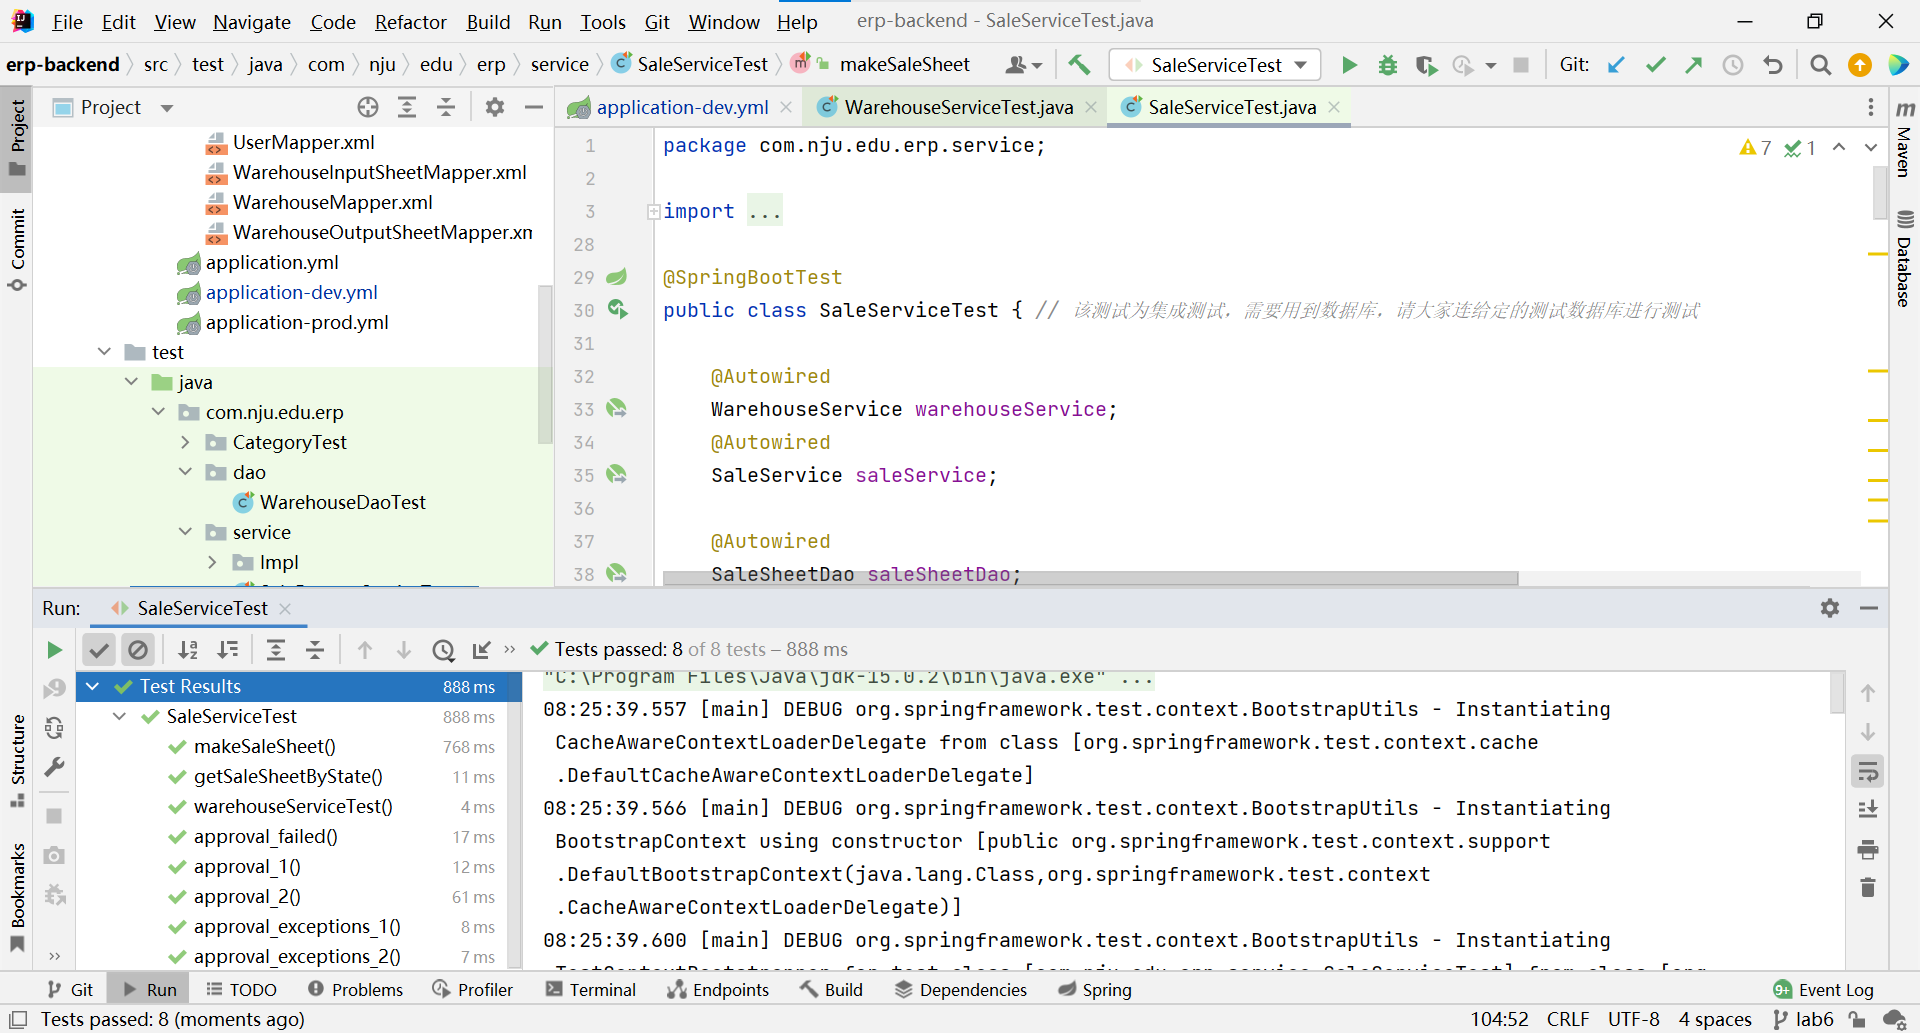 File Edit View Navigate Code Refactor Build Run Tools Git Window Help erp-backend - SaleServiceTest.java
erp-backend src test java com nju edu erp service SaleServiceTest makeSaleSheet SaleServiceTest Git:
Project
application-dev.yml WarehouseServiceTest.java SaleServiceTest.java
Project
Commit
Structure
Bookmarks
UserMapper.xml
WarehouseInputSheetMapper.xml
WarehouseMapper.xml
WarehouseOutputSheetMapper.xm
application.yml
application-dev.yml
application-prod.yml
test
java
com.nju.edu.erp
CategoryTest
dao
WarehouseDaoTest
service
Impl
1 package com.nju.edu.erp.service;
2
3 import ...
28
29 @SpringBootTest
30 public class SaleServiceTest { // 该测试为集成测试，需要用到数据库，请大家连给定的测试数据库进行测试
31
32 @Autowired
33 WarehouseService warehouseService;
34 @Autowired
35 SaleService saleService;
36
37 @Autowired
38 SaleSheetDao saleSheetDao;
7 1
Maven
Database
Run: SaleServiceTest
Tests passed: 8 of 8 tests – 888 ms
Test Results 888 ms
SaleServiceTest 888 ms
makeSaleSheet() 768 ms
getSaleSheetByState() 11 ms
warehouseServiceTest() 4 ms
approval_failed() 17 ms
approval_1() 12 ms
approval_2() 61 ms
approval_exceptions_1() 8 ms
approval_exceptions_2() 7 ms
"C:\Program Files\Java\jdk-15.0.2\bin\java.exe" ...
08:25:39.557 [main] DEBUG org.springframework.test.context.BootstrapUtils - Instantiating
CacheAwareContextLoaderDelegate from class [org.springframework.test.context.cache
.DefaultCacheAwareContextLoaderDelegate]
08:25:39.566 [main] DEBUG org.springframework.test.context.BootstrapUtils - Instantiating
BootstrapContext using constructor [public org.springframework.test.context.support
.DefaultBootstrapContext(java.lang.Class,org.springframework.test.context
.CacheAwareContextLoaderDelegate)]
08:25:39.600 [main] DEBUG org.springframework.test.context.BootstrapUtils - Instantiating
Git Run TODO Problems Profiler Terminal Endpoints Build Dependencies Spring 9+ Event Log
Tests passed: 8 (moments ago) 104:52 CRLF UTF-8 4 spaces lab6